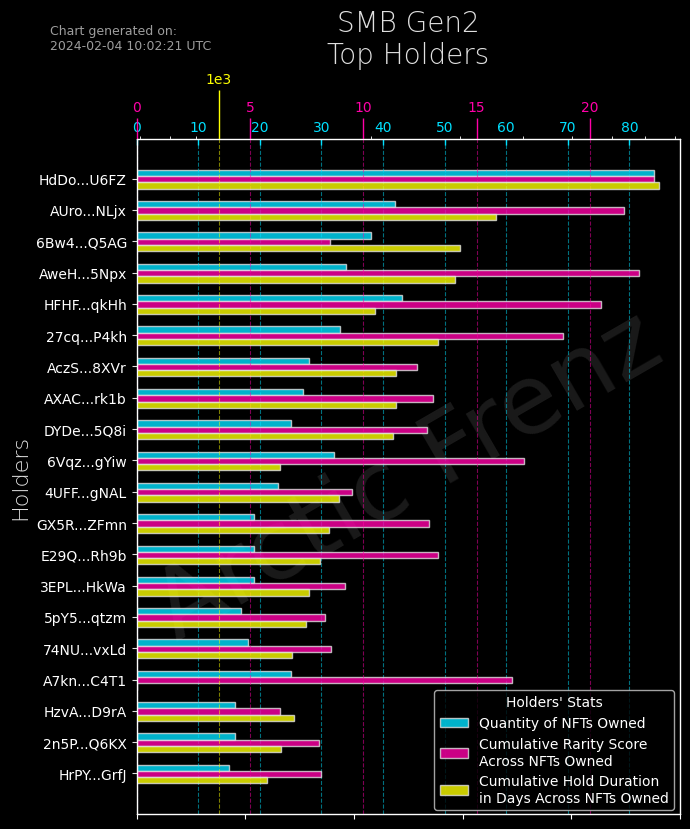 Chart generated on:
2024-02-04 10:02:21 UTC
SMB Gen2
Top Holders
1e3
0 5 10 15 20
0 10 20 30 40 50 60 70 80
HdDo...U6FZ
AUro...NLjx
6Bw4...Q5AG
AweH...5Npx
HFHF...qkHh
27cq...P4kh
AczS...8XVr
AXAC...rk1b
DYDe...5Q8i
6Vqz...gYiw
4UFF...gNAL
GX5R...ZFmn
E29Q...Rh9b
3EPL...HkWa
5pY5...qtzm
74NU...vxLd
A7kn...C4T1
HzvA...D9rA
2n5P...Q6KX
HrPY...GrfJ
Holders
Arctic Frenz
Holders' Stats
Quantity of NFTs Owned
Cumulative Rarity Score
Across NFTs Owned
Cumulative Hold Duration
in Days Across NFTs Owned